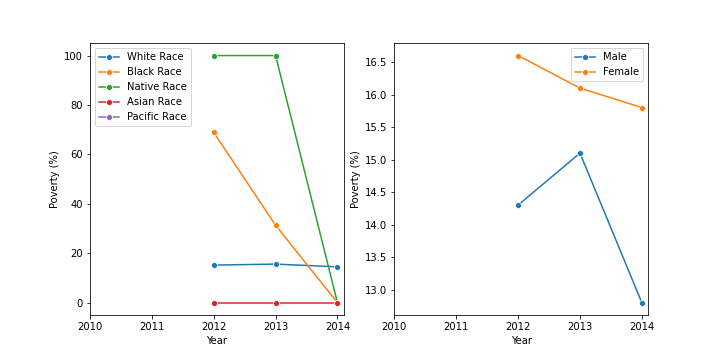 100
80
60
40
20
0
Poverty (%)
2010 2011 2012 2013 2014
Year
White Race
Black Race
Native Race
Asian Race
Pacific Race
16.5
16.0
15.5
15.0
14.5
14.0
13.5
13.0
Poverty (%)
2010 2011 2012 2013 2014
Year
Male
Female